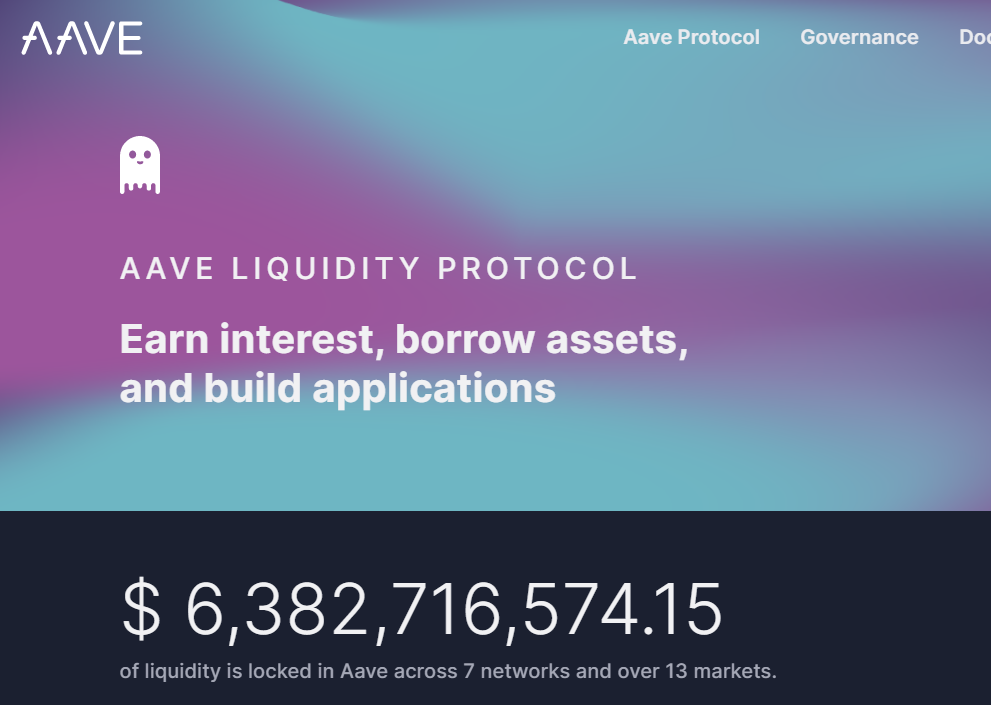 AAVE
Aave Protocol Governance
AAVE LIQUIDITY PROTOCOL
Earn interest, borrow assets,
and build applications
$ 6,382,716,574.15
of liquidity is locked in Aave across 7 networks and over 13 markets.